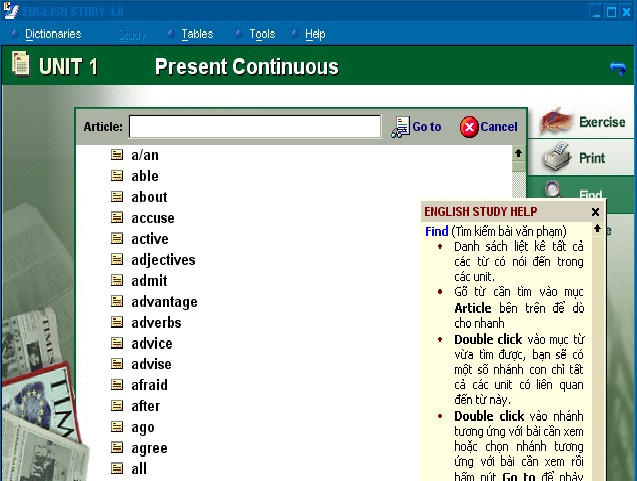 ENGLISH STUDY 4.0
Dictionaries Study Tables Tools Help
UNIT 1 Present Continuous
Article: Go to Cancel
Exercise
Print
Find
a/an
able
about
accuse
active
adjectives
admit
advantage
adverbs
advice
advise
afraid
after
ago
agree
all
ENGLISH STUDY HELP
Find (Tìm kiếm bài văn phạm)
Danh sách liệt kê tất cả
các từ có nói đến trong
các unit.
Gõ từ cần tìm vào mục
Article bên trên để dò
cho nhanh
Double click vào mục từ
vừa tìm được, bạn sẽ có
một số nhánh con chỉ tất
cả các unit có liên quan
đến từ này.
Double click vào nhánh
tương ứng với bài cần xem
hoặc chọn nhánh tương
ứng với bài cần xem rồi
bấm nút Go to để nhảy
TIMES
TIM